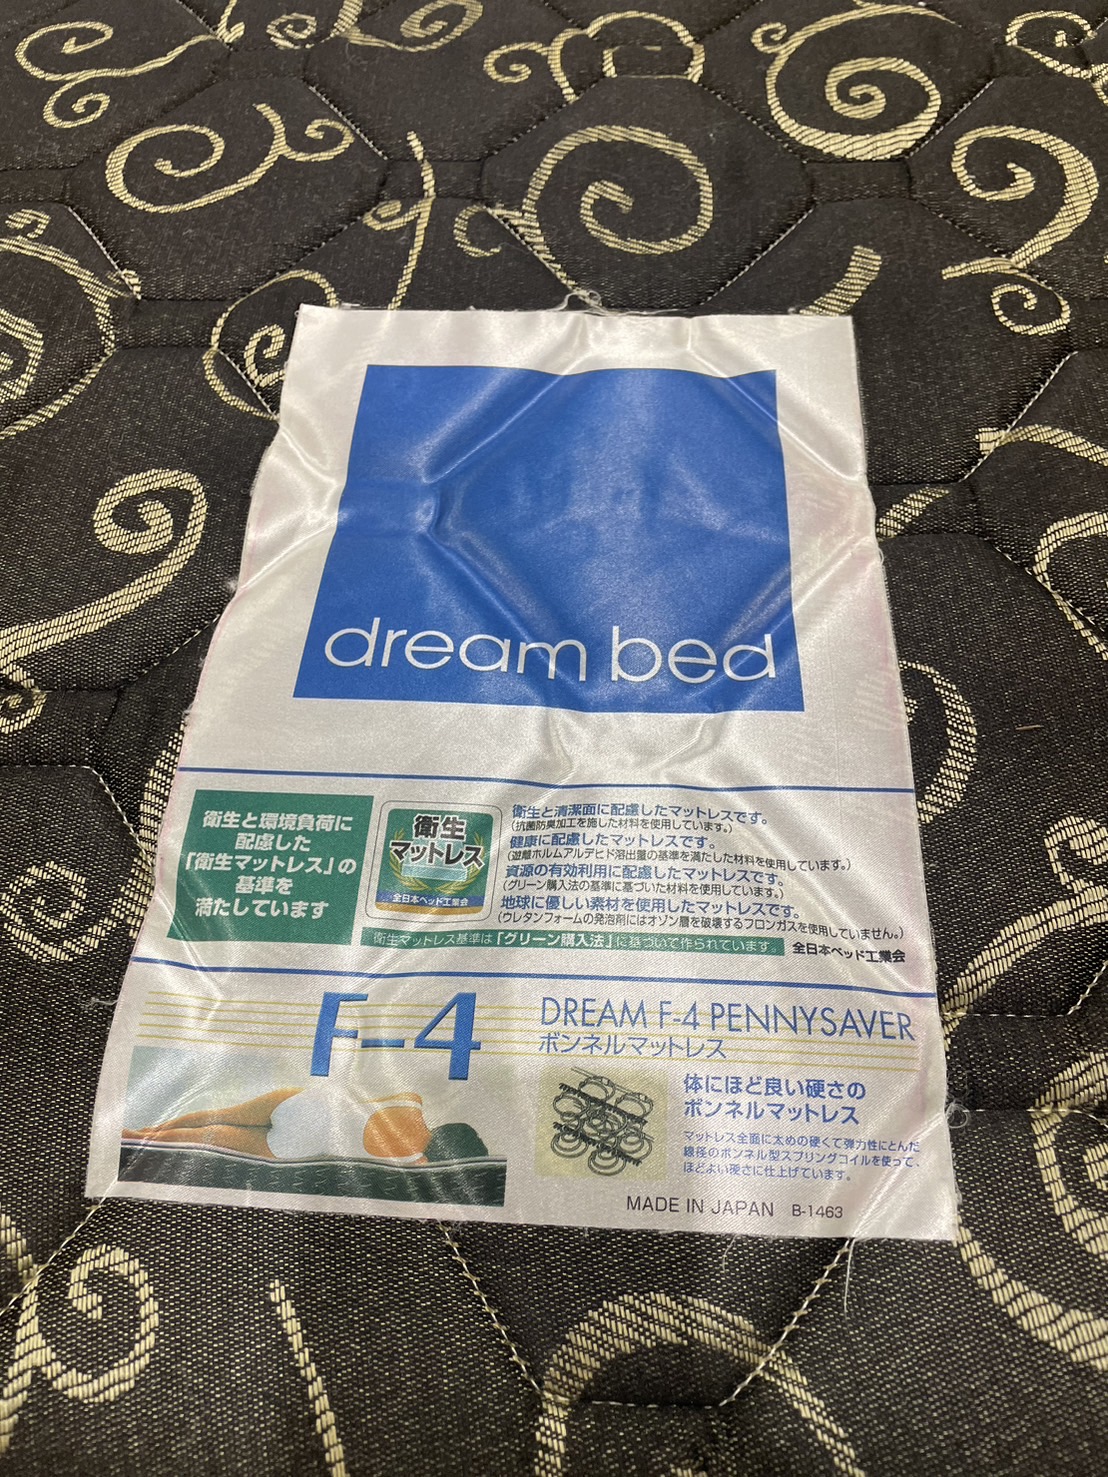 dream bed
衛生と環境負荷に
配慮した
「衛生マットレス」の
基準を
満たしています
衛生
マットレス
全日本ベッド工業会
衛生と清潔面に配慮したマットレスです。
(抗菌防臭加工を施した材料を使用しています。)
健康に配慮したマットレスです。
(遊離ホルムアルデヒド溶出量の基準を満たした材料を使用しています。)
資源の有効利用に配慮したマットレスです。
(グリーン購入法の基準に基づいた材料を使用しています。)
地球に優しい素材を使用したマットレスです。
(ウレタンフォームの発泡剤にはオゾン層を破壊するフロンガスを使用していません。)
衛生マットレス基準は「グリーン購入法」に基づいて作られています。 全日本ベッド工業会
F-4
DREAM F-4 PENNYSAVER
ボンネルマットレス
体にほど良い硬さの
ボンネルマットレス
マットレス全面に太めの硬くて弾力性にとんだ
線径のボンネル型スプリングコイルを使って、
ほどよい硬さに仕上げています。
MADE IN JAPAN B-1463